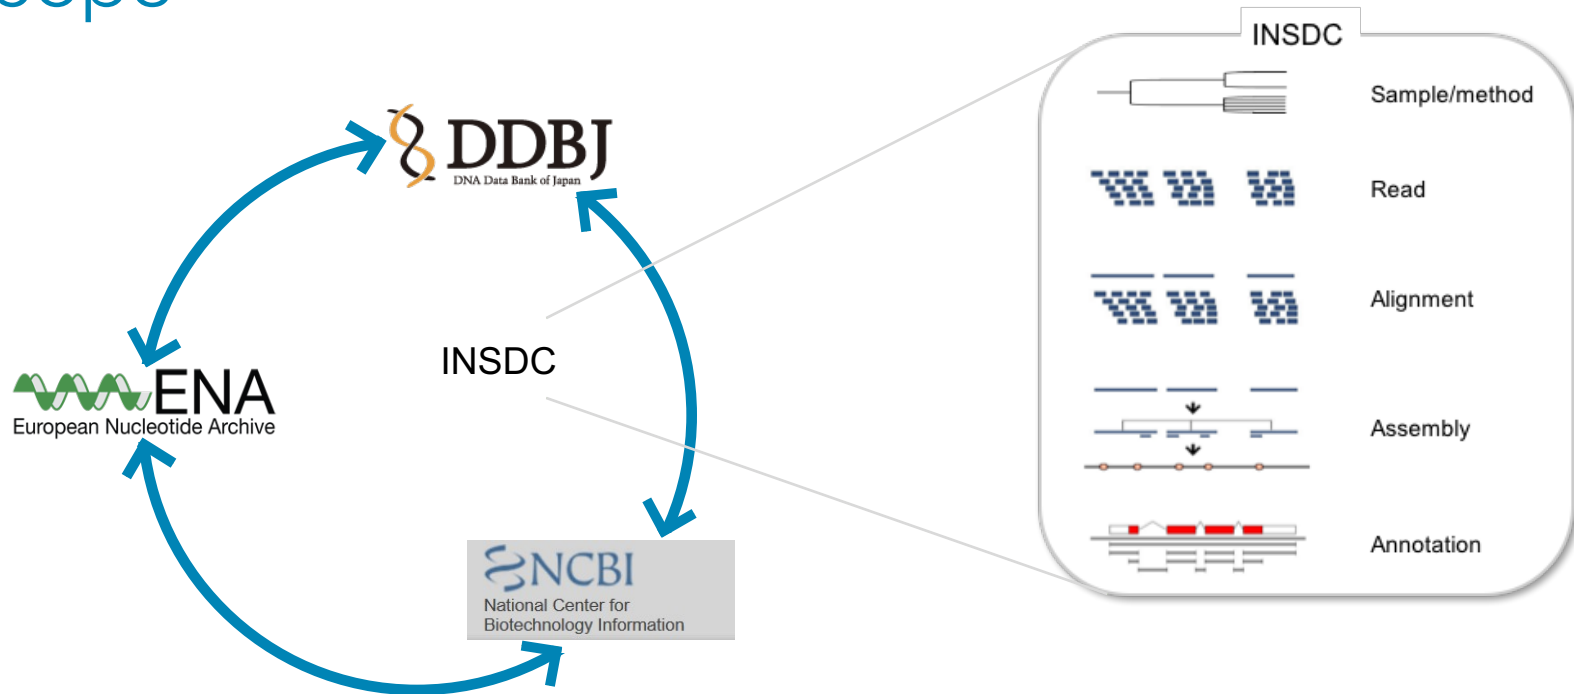 DDBJ
DNA Data Bank of Japan
ENA
European Nucleotide Archive
INSDC
NCBI
National Center for
Biotechnology Information
INSDC
Sample/method
Read
Alignment
Assembly
Annotation